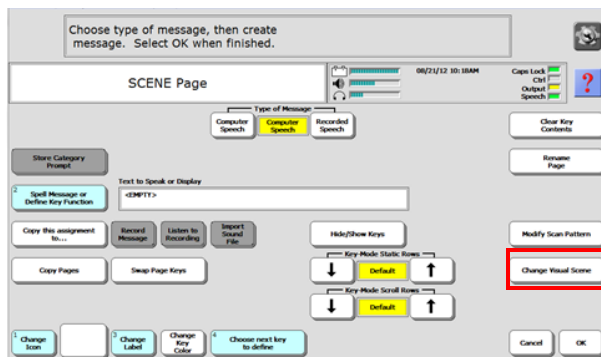 Choose type of message, then create
message. Select OK when finished.
SCENE Page
08/21/12 10:18AM
Caps Lock
Ctrl
Output
Speech
?
Type of Message
Computer
Speech
Computer
Speech
Recorded
Speech
Clear Key
Contents
Store Category
Prompt
Rename
Page
2
Spell Message or
Define Key Function
Text to Speak or Display
<EMPTY>
Copy this assignment
to...
Record
Message
Listen to
Recording
Import
Sound
File
Hide/Show Keys
Modify Scan Pattern
Key-Mode Static Rows
Copy Pages
Swap Page Keys
Default
Change Visual Scene
Key-Mode Scroll Rows
Default
1
Change
Icon
3
Change
Label
Change
Key
Color
4
Choose next key
to define
Cancel
OK